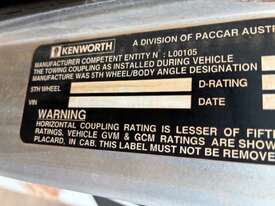 KENWORTH A DIVISION OF PACCAR AUST
MANUFACTURER COMPETENT ENTITY No: L00105
THE TOWING COUPLING AS INSTALLED DURING VEHICLE
MANUFACTURE WAS 5TH WHEEL/BODY ANGLE DESIGNATION
5TH WHEEL D-RATING
VIN DATE
WARNING
HORIZONTAL COUPLING RATING IS LESSER OF FIFT
RATINGS. VEHICLE GVM & GCM RATINGS ARE SHOW
PLACARD, IN CAB. THIS LABEL MUST NOT BE REMOVE